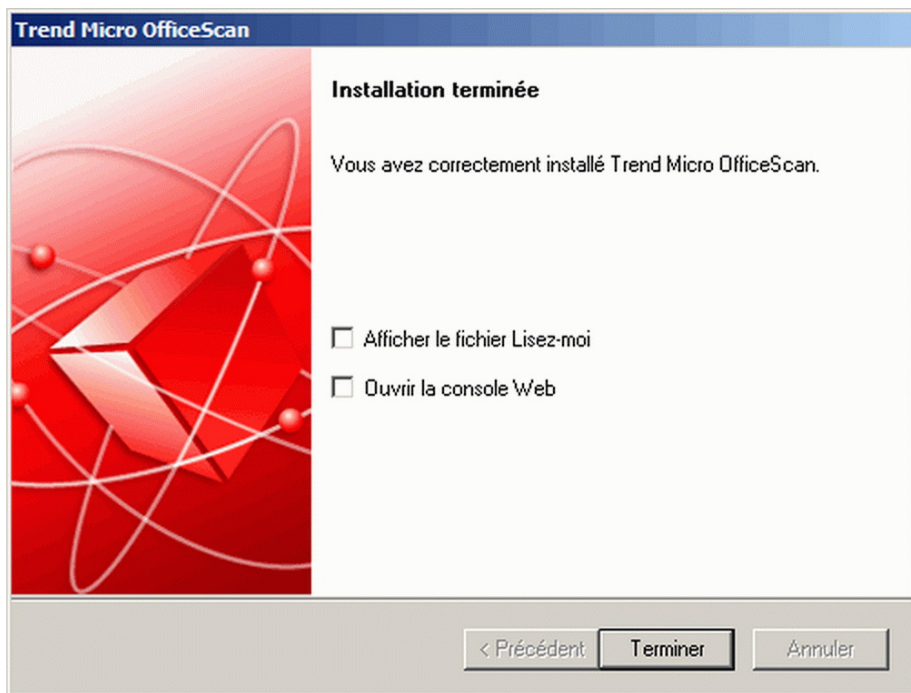 Trend Micro OfficeScan
Installation terminée
Vous avez correctement installé Trend Micro OfficeScan.
Afficher le fichier Lisez-moi
Ouvrir la console Web
< Précédent Terminer Annuler